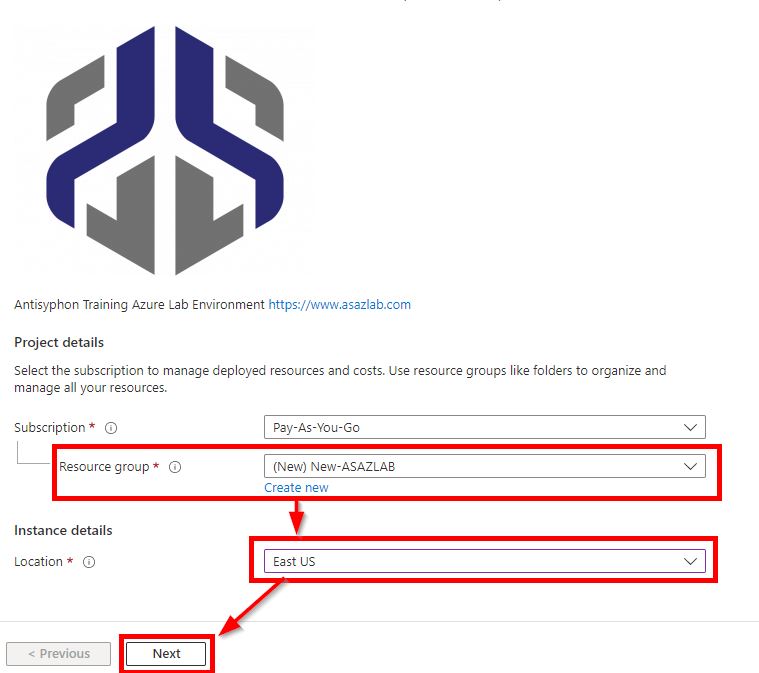 Antisyphon Training Azure Lab Environment https://www.asazlab.com
Project details
Select the subscription to manage deployed resources and costs. Use resource groups like folders to organize and
manage all your resources.
Subscription *
Pay-As-You-Go
Resource group *
(New) New-ASAZLAB
Create new
Instance details
Location *
East US
< Previous
Next